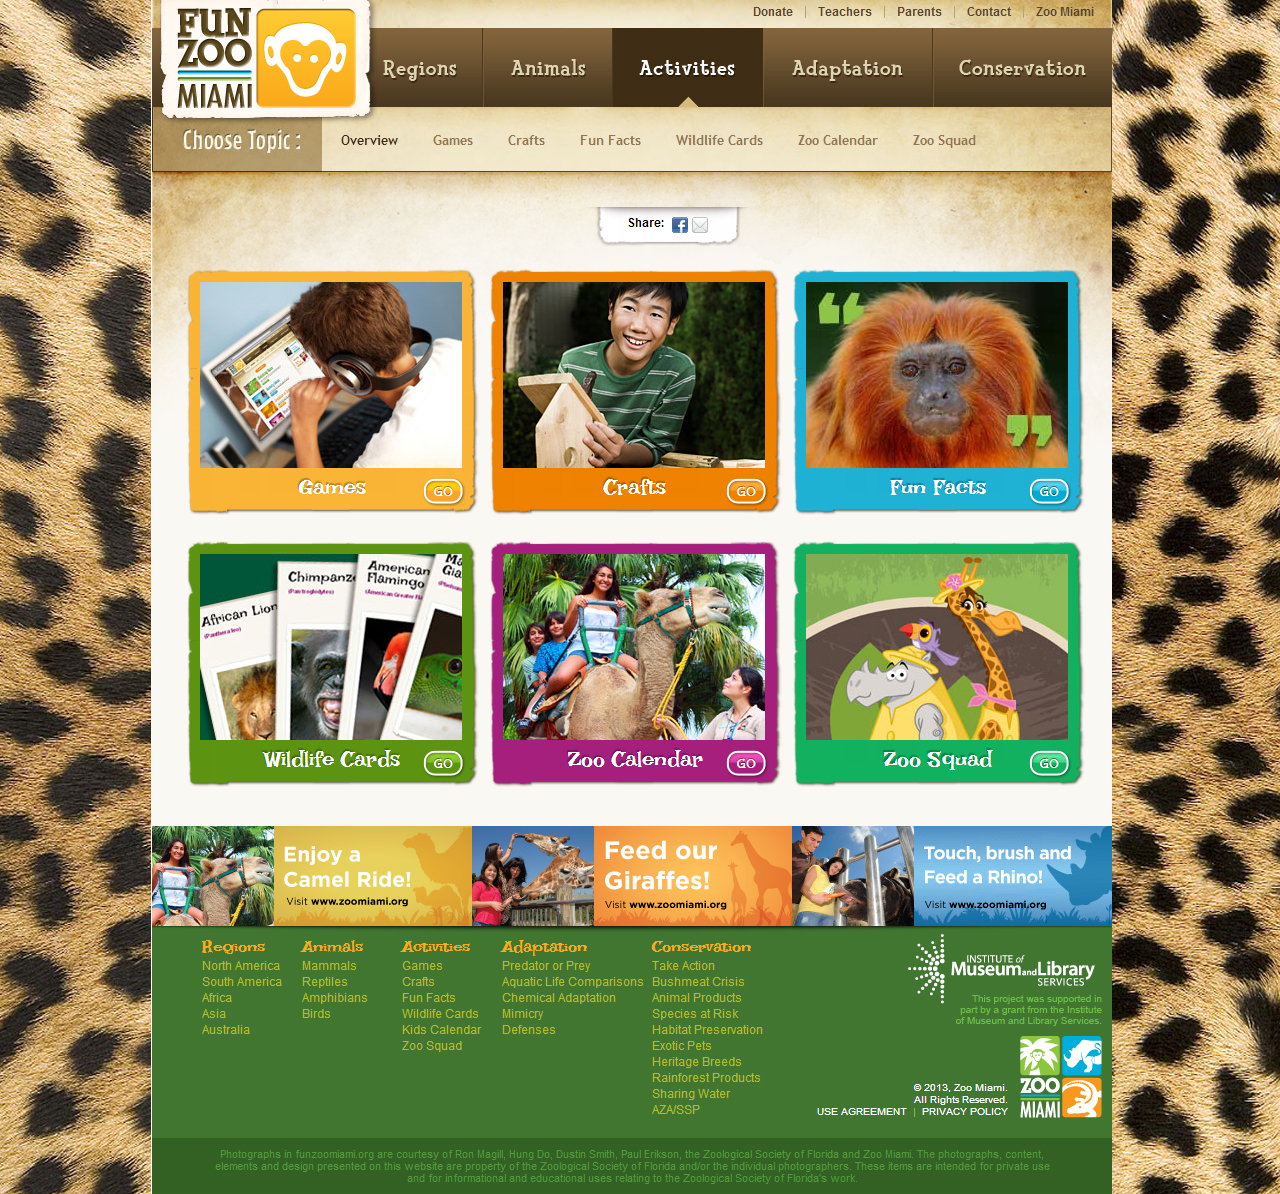 Donate | Teachers | Parents | Contact | Zoo Miami
FUN
ZOO
MIAMI
Regions Animals Activities Adaptation Conservation
Choose Topic : Overview Games Crafts Fun Facts Wildlife Cards Zoo Calendar Zoo Squad
Share:
Games GO
Crafts GO
Fun Facts GO
African Lion
(Panthera leo)
Chimpanze
(Pan troglodytes)
American
Flamingo
(American Greater Fla
Ma
Gia
Wildlife Cards GO
Zoo Calendar GO
Zoo Squad GO
Enjoy a
Camel Ride!
Visit www.zoomiami.org
Feed our
Giraffes!
Visit www.zoomiami.org
Touch, brush and
Feed a Rhino!
Visit www.zoomiami.org
Regions
North America
South America
Africa
Asia
Australia
Animals
Mammals
Reptiles
Amphibians
Birds
Activities
Games
Crafts
Fun Facts
Wildlife Cards
Kids Calendar
Zoo Squad
Adaptation
Predator or Prey
Aquatic Life Comparisons
Chemical Adaptation
Mimicry
Defenses
Conservation
Take Action
Bushmeat Crisis
Animal Products
Species at Risk
Habitat Preservation
Exotic Pets
Heritage Breeds
Rainforest Products
Sharing Water
AZA/SSP
INSTITUTE of
Museum and Library
SERVICES
This project was supported in
part by a grant from the Institute
of Museum and Library Services.
ZOO
MIAMI
© 2013, Zoo Miami.
All Rights Reserved.
USE AGREEMENT | PRIVACY POLICY
Photographs in funzoomiami.org are courtesy of Ron Magill, Hung Do, Dustin Smith, Paul Erikson, the Zoological Society of Florida and Zoo Miami. The photographs, content,
elements and design presented on this website are property of the Zoological Society of Florida and/or the individual photographers. These items are intended for private use
and for informational and educational uses relating to the Zoological Society of Florida's work.